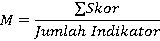 M = ∑Skor / Jumlah Indikator